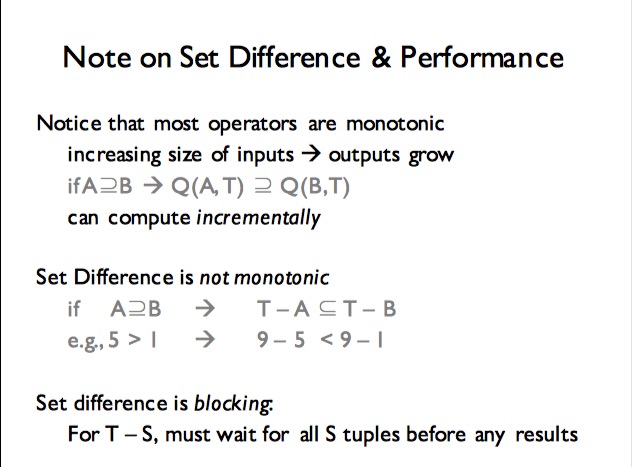 Note on Set Difference & Performance
Notice that most operators are monotonic
increasing size of inputs → outputs grow
if A⊇B → Q(A, T) ⊇ Q(B,T)
can compute incrementally
Set Difference is not monotonic
if A⊇B → T – A ⊆ T – B
e.g., 5 > 1 → 9 – 5 < 9 – 1
Set difference is blocking:
For T – S, must wait for all S tuples before any results